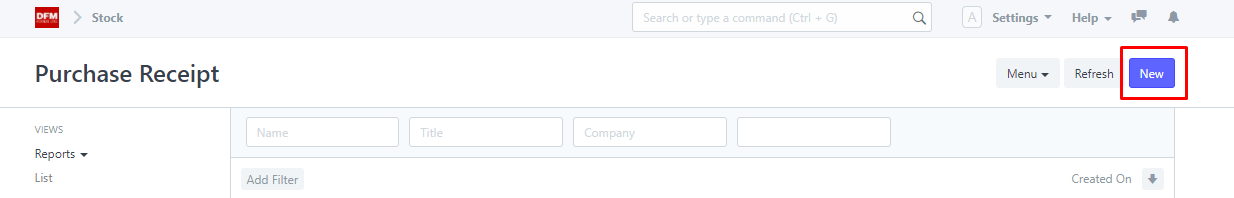 DFM Stock Search or type a command (Ctrl + G) A Settings Help
Purchase Receipt Menu Refresh New
VIEWS Name Title Company
Reports
List Add Filter Created On